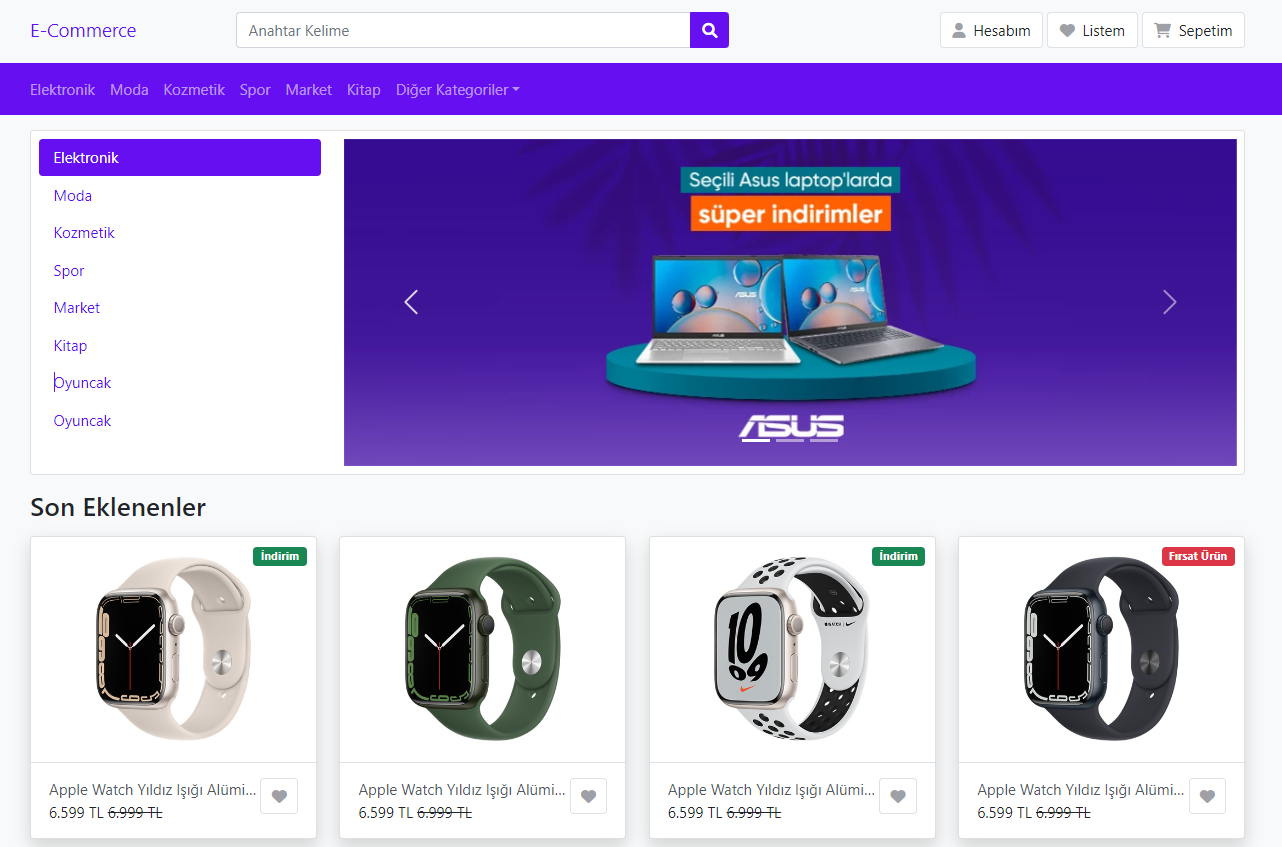 E-Commerce
Anahtar Kelime
Hesabım
Listem
Sepetim
Elektronik Moda Kozmetik Spor Market Kitap Diğer Kategoriler
Elektronik
Moda
Kozmetik
Spor
Market
Kitap
Oyuncak
Oyuncak
Seçili Asus laptop'larda
süper indirimler
ASUS
Son Eklenenler
İndirim
Apple Watch Yıldız Işığı Alümi...
6.599 TL 6.999 TL
Apple Watch Yıldız Işığı Alümi...
6.599 TL 6.999 TL
İndirim
10
09
Apple Watch Yıldız Işığı Alümi...
6.599 TL 6.999 TL
Fırsat Ürün
Apple Watch Yıldız Işığı Alümi...
6.599 TL 6.999 TL